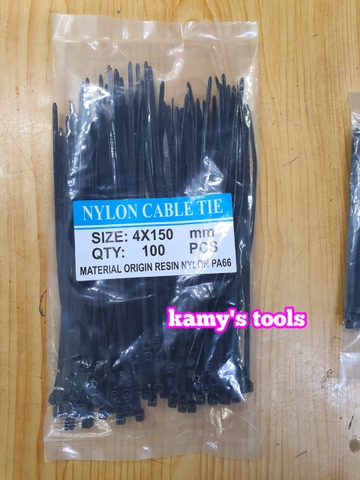 NYLON CABLE TIE
SIZE: 4X150 mm
QTY: 100 PCS
MATERIAL ORIGIN RESIN NYLON PA66
kamy's tools